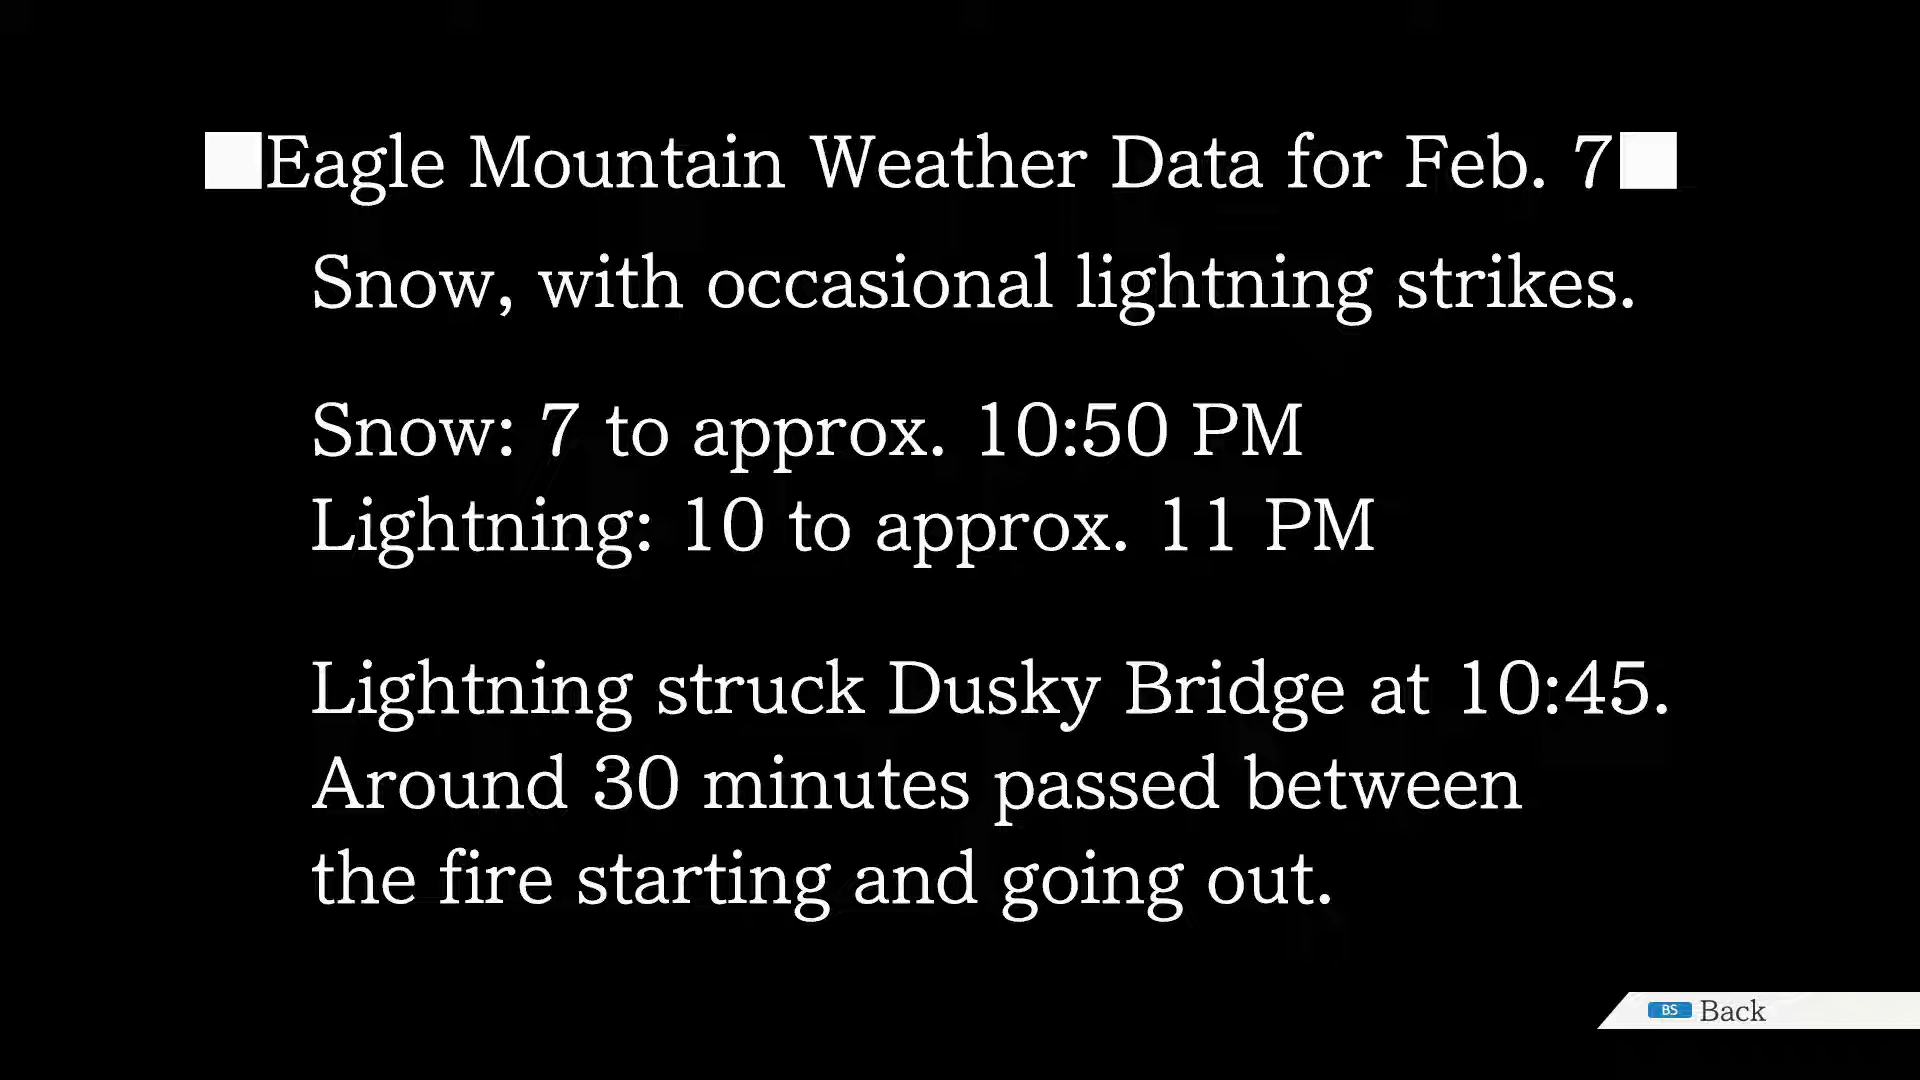 ■Eagle Mountain Weather Data for Feb. 7■
Snow, with occasional lightning strikes.
Snow: 7 to approx. 10:50 PM
Lightning: 10 to approx. 11 PM
Lightning struck Dusky Bridge at 10:45.
Around 30 minutes passed between
the fire starting and going out.
BS Back